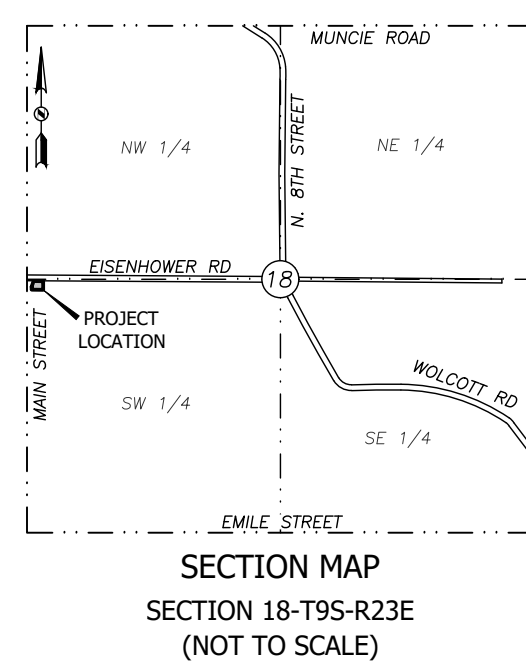 MUNCIE ROAD
NW 1/4
N. 8TH STREET
NE 1/4
EISENHOWER RD
18
PROJECT
LOCATION
MAIN STREET
SW 1/4
WOLCOTT RD
SE 1/4
EMILE STREET
SECTION MAP
SECTION 18-T9S-R23E
(NOT TO SCALE)